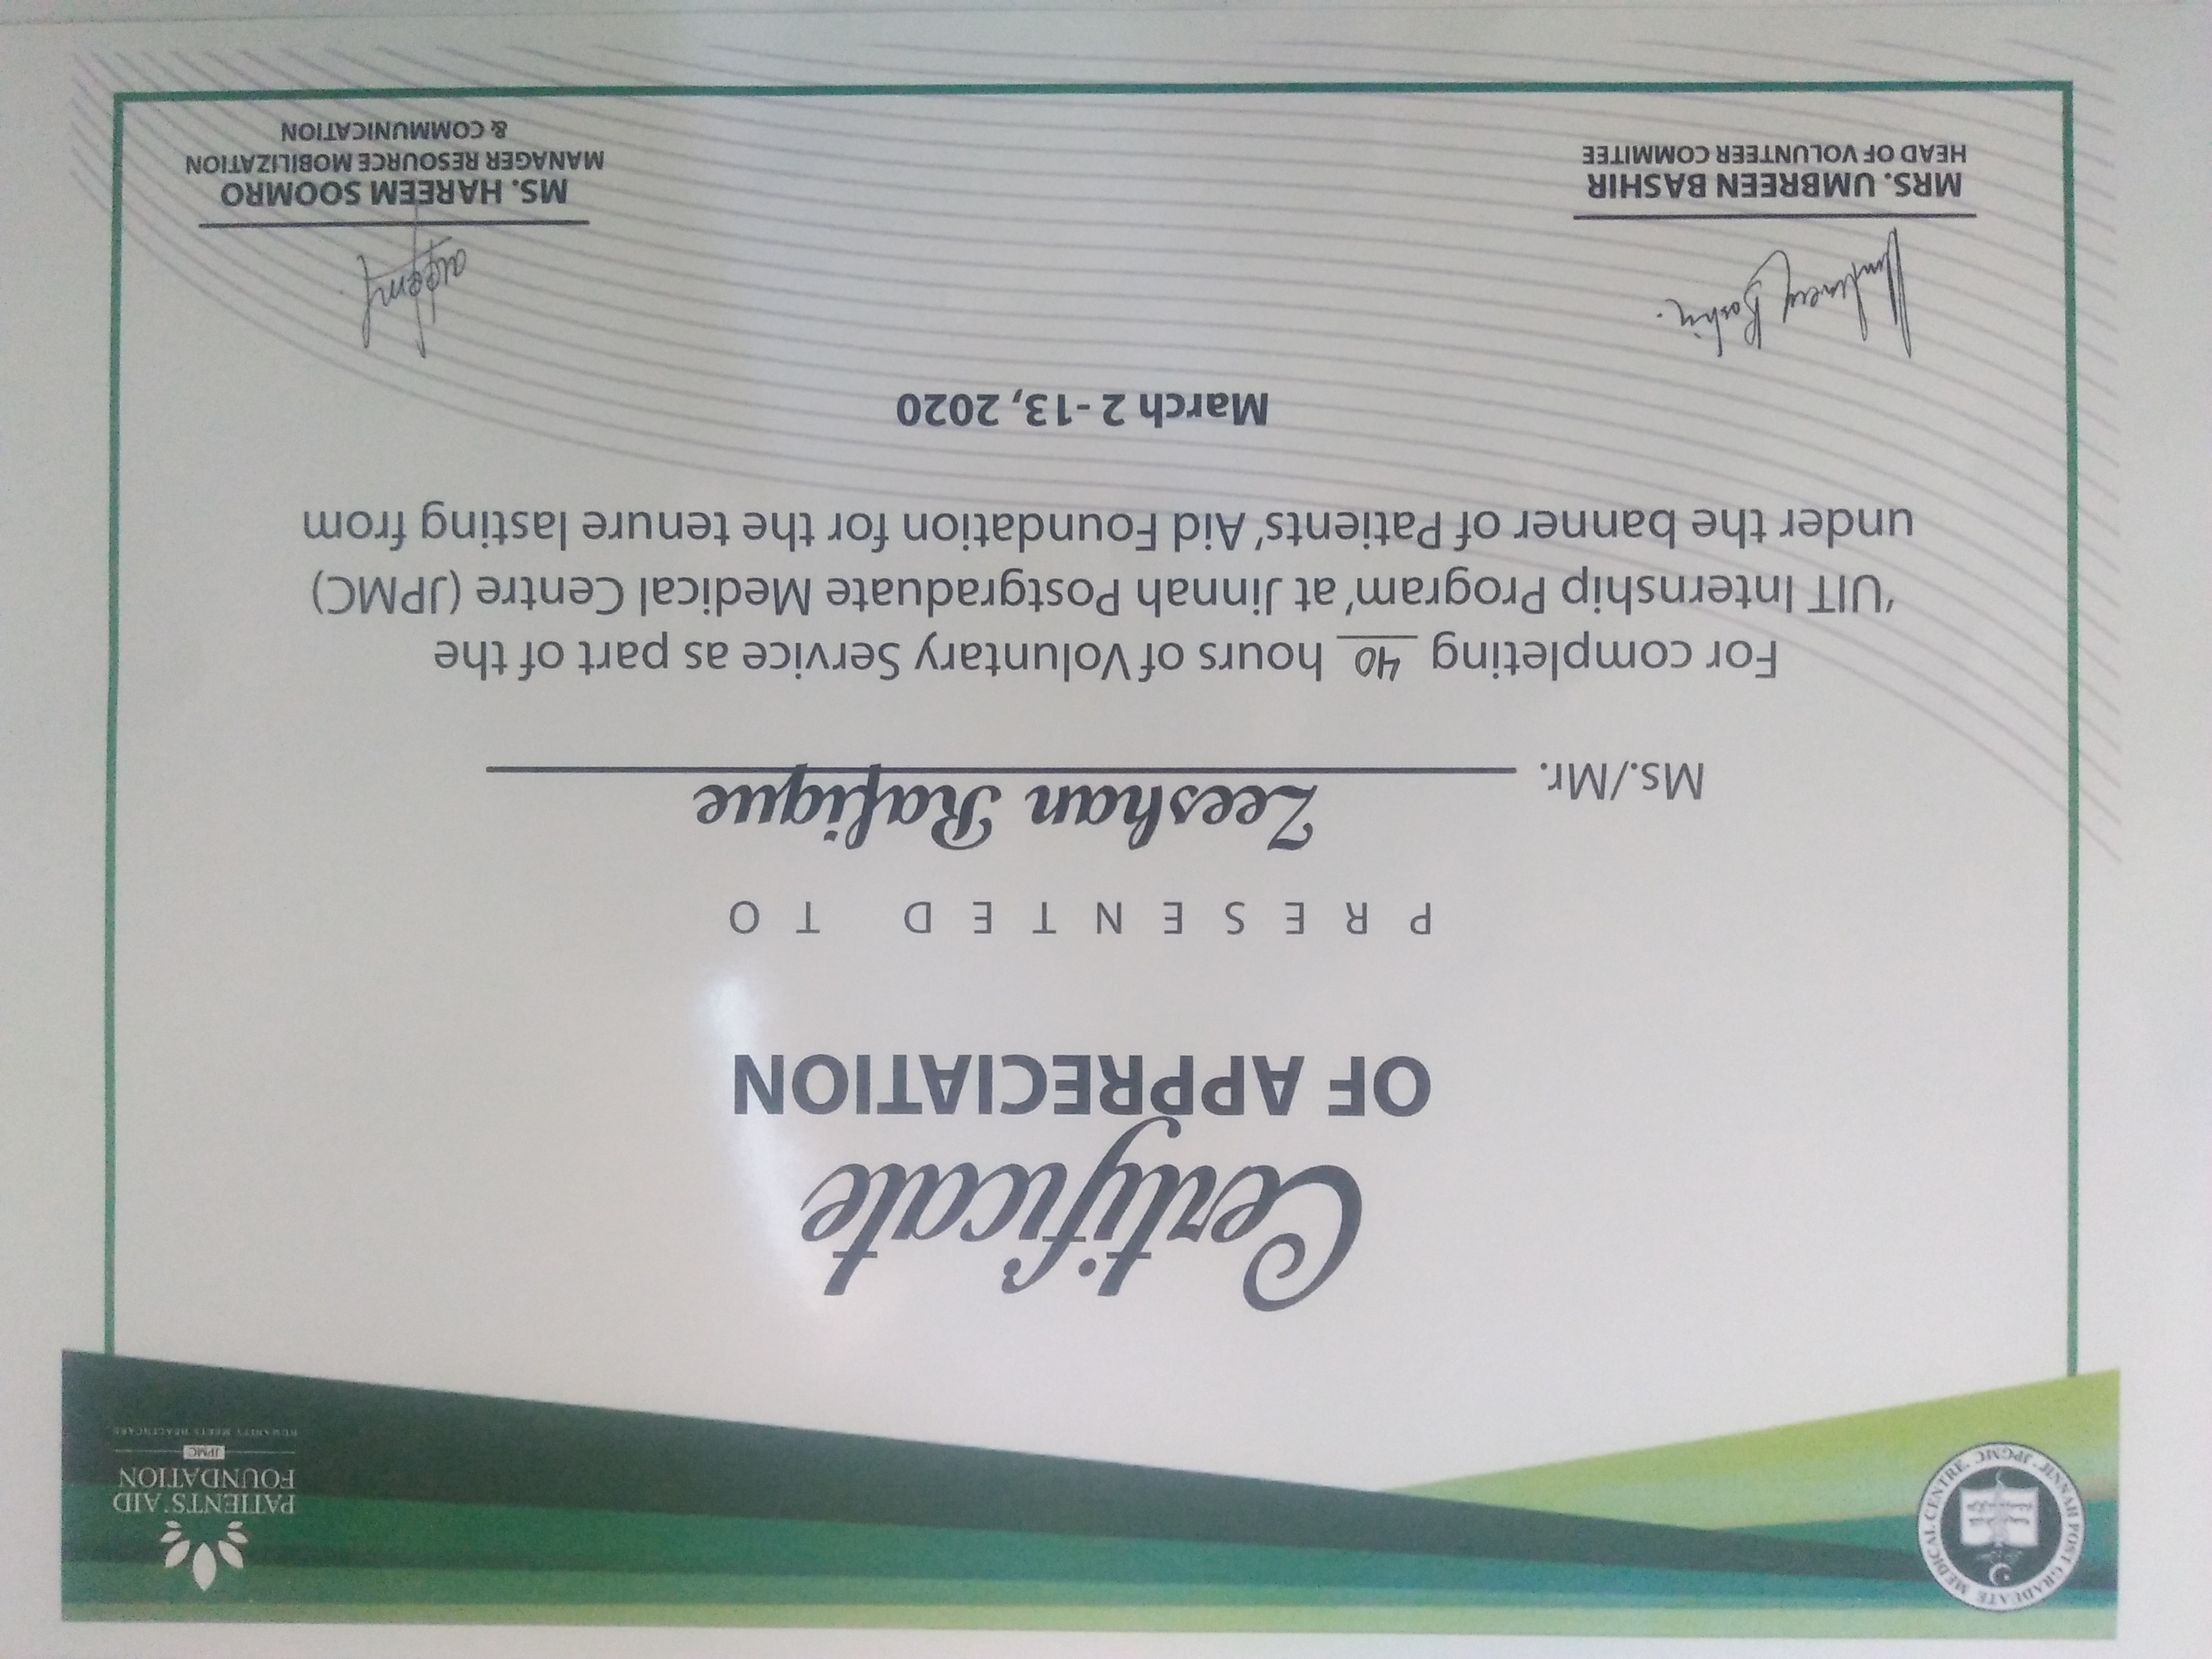 JINNAH POST GRADUATE MEDICAL CENTRE
JPGMC
PATIENTS' AID
FOUNDATION
JPMC
HUMANITY MEETS HEALTHCARE
Certificate
OF APPRECIATION
PRESENTED TO
Ms./Mr. Zeeshan Rafique
For completing 40 hours of Voluntary Service as part of the
'UIT Internship Program' at Jinnah Postgraduate Medical Centre (JPMC)
under the banner of Patients' Aid Foundation for the tenure lasting from
March 2 -13, 2020
MRS. UMBREEN BASHIR
HEAD OF VOLUNTEER COMMITEE
MS. HAREEM SOOMRO
MANAGER RESOURCE MOBILIZATION
& COMMUNICATION